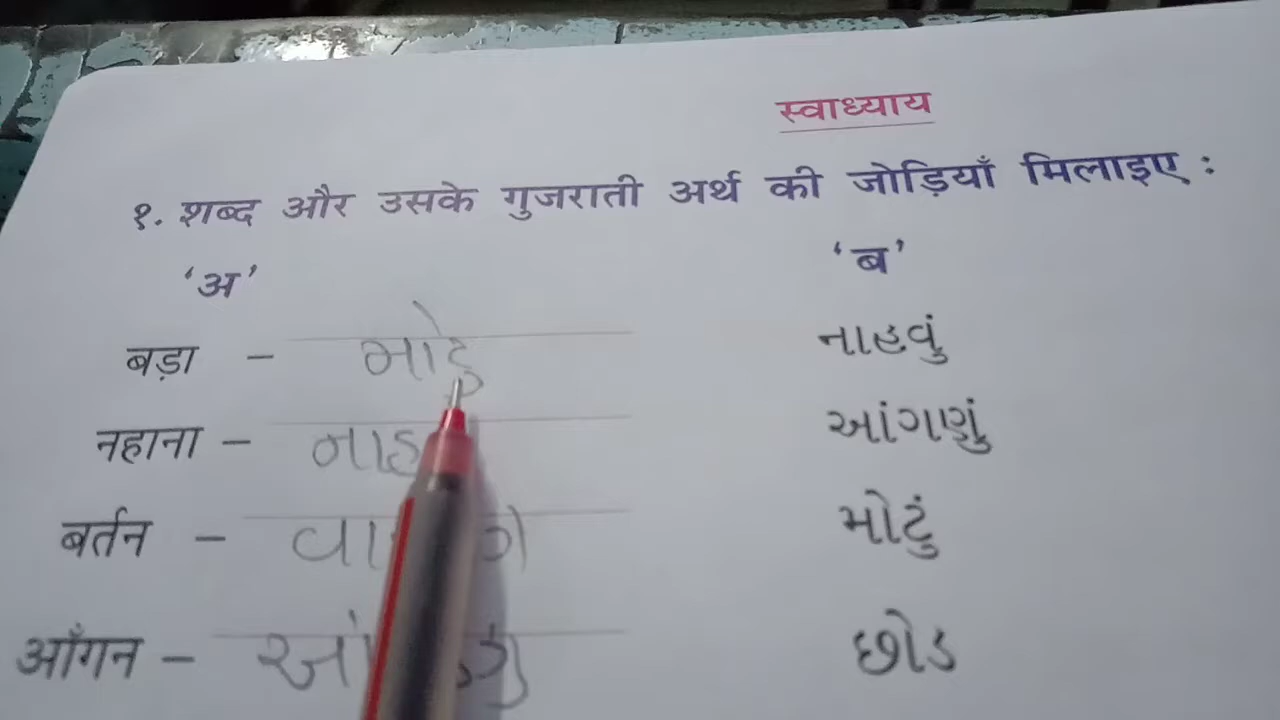 स्वाध्याय
१. शब्द और उसके गुजराती अर्थ की जोड़ियाँ मिलाइए :
‘अ’ ‘ब’
बड़ा – મોટુ નાહવું
नहाना – આંગણું
बर्तन – મોટું
आँगन – છોડ